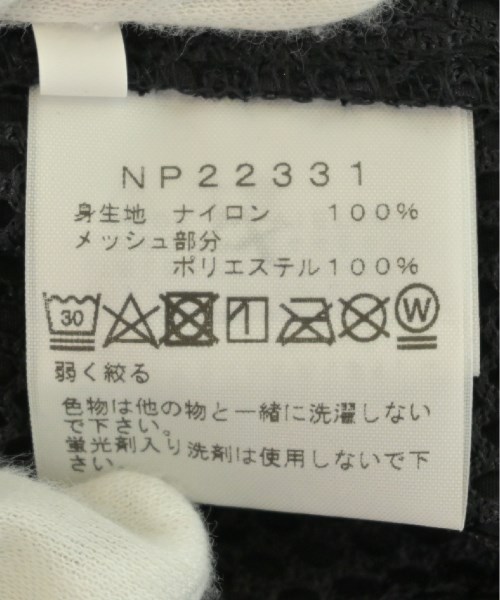 NP22331
身生地 ナイロン 100%
メッシュ部分
ポリエステル100%
30 W
弱く絞る
色物は他の物と一緒に洗濯しない
で下さい。
蛍光剤入り洗剤は使用しないで下
さい。